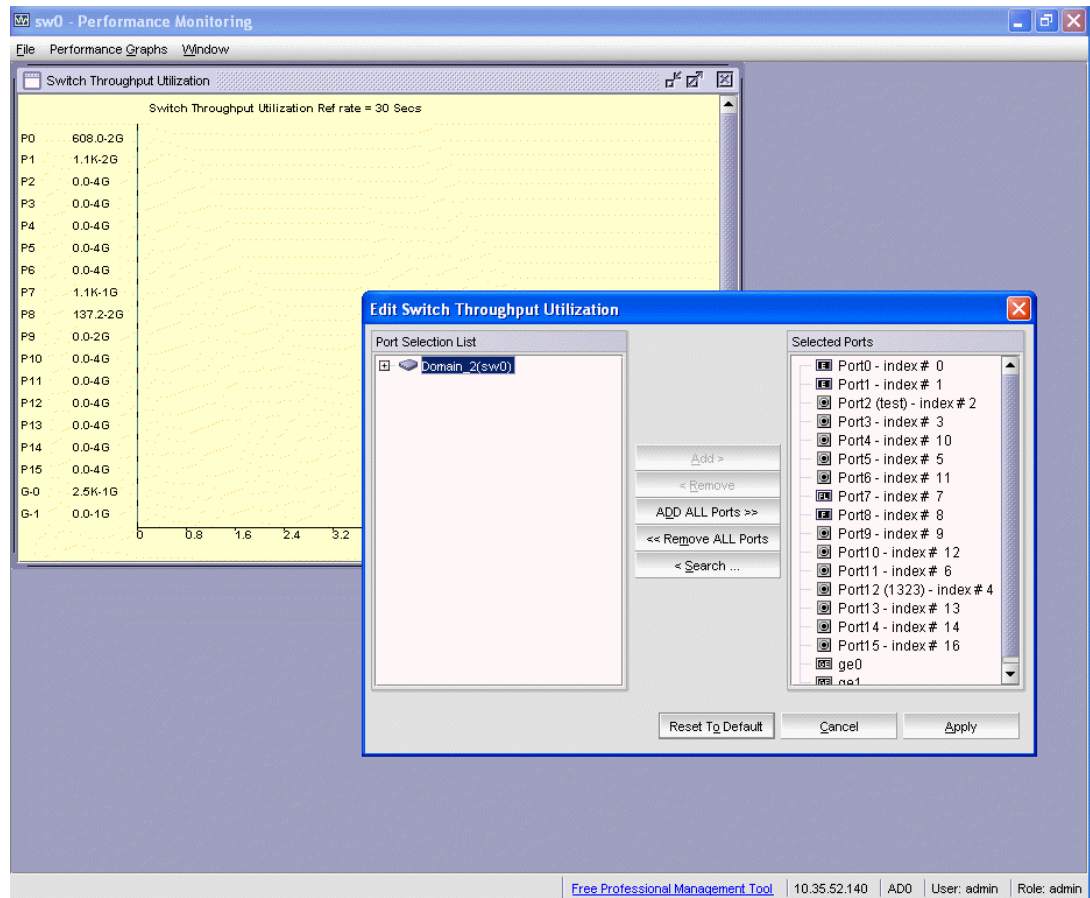 sw0 - Performance Monitoring
File Performance Graphs Window
Switch Throughput Utilization
Switch Throughput Utilization Ref rate = 30 Secs
P0 608.0-2G
P1 1.1K-2G
P2 0.0-4G
P3 0.0-4G
P4 0.0-4G
P5 0.0-4G
P6 0.0-4G
P7 1.1K-1G
P8 137.2-2G
P9 0.0-2G
P10 0.0-4G
P11 0.0-4G
P12 0.0-4G
P13 0.0-4G
P14 0.0-4G
P15 0.0-4G
G-0 2.5K-1G
G-1 0.0-1G
0 0.8 1.6 2.4 3.2
Edit Switch Throughput Utilization
Port Selection List
Domain_2(sw0)
Add >
< Remove
ADD ALL Ports >>
<< Remove ALL Ports
< Search ...
Selected Ports
Port0 - index # 0
Port1 - index # 1
Port2 (test) - index # 2
Port3 - index # 3
Port4 - index # 10
Port5 - index # 5
Port6 - index # 11
Port7 - index # 7
Port8 - index # 8
Port9 - index # 9
Port10 - index # 12
Port11 - index # 6
Port12 (1323) - index # 4
Port13 - index # 13
Port14 - index # 14
Port15 - index # 16
ge0
ge1
Reset To Default Cancel Apply
Free Professional Management Tool 10.35.52.140 AD0 User: admin Role: admin